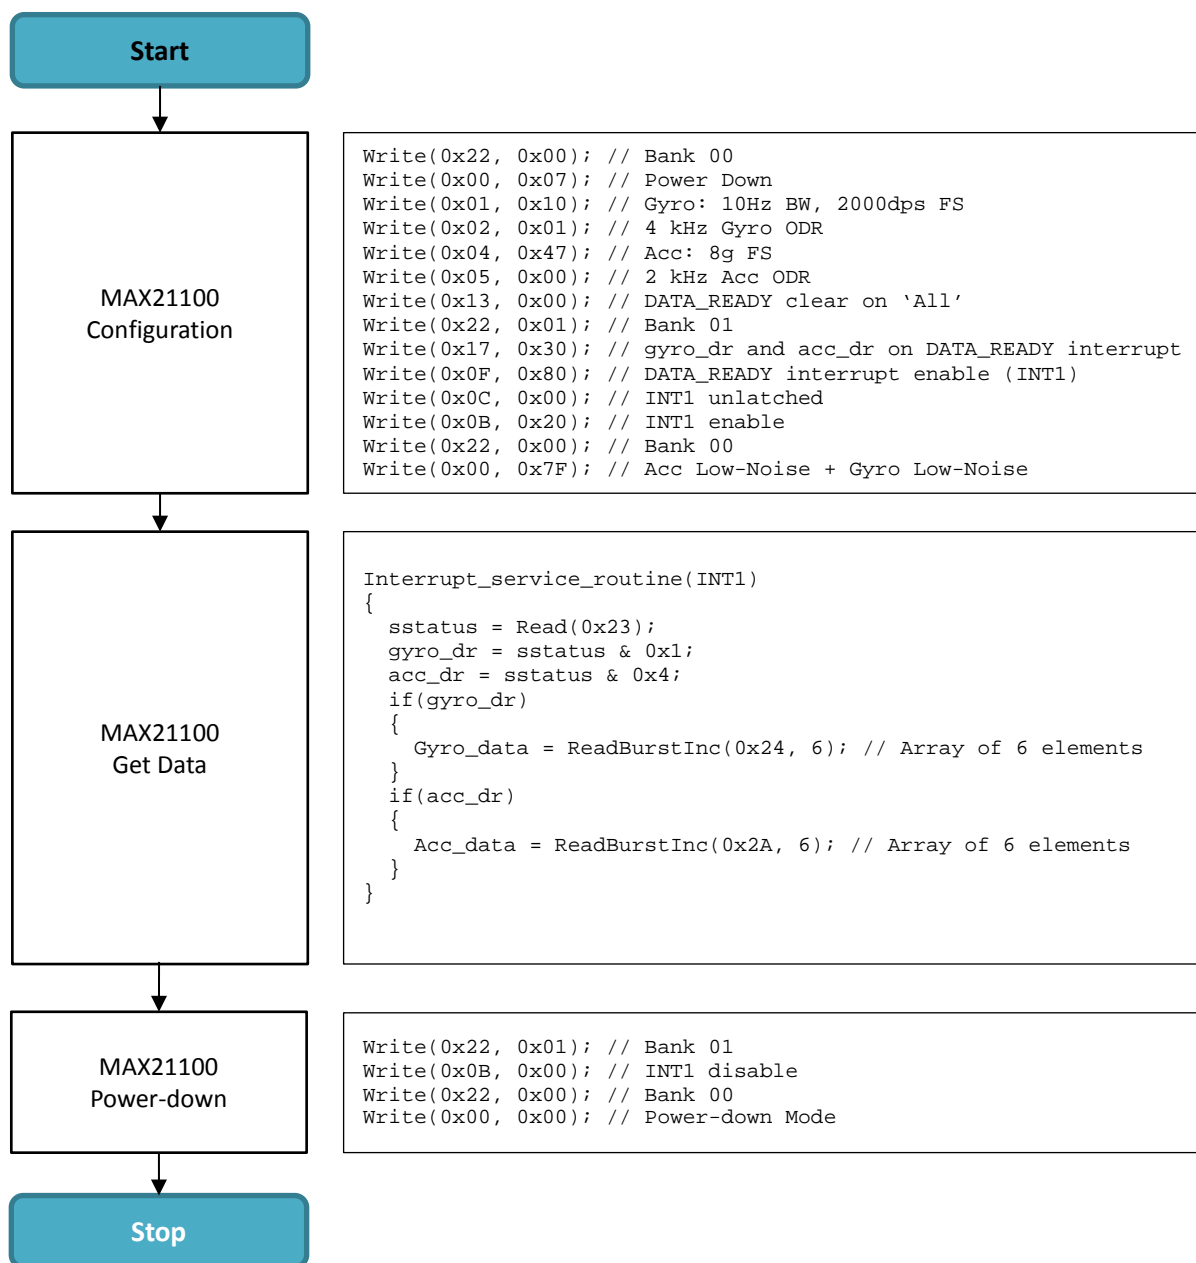 Start
MAX21100
Configuration
Write(0x22, 0x00); // Bank 00
Write(0x00, 0x07); // Power Down
Write(0x01, 0x10); // Gyro: 10Hz BW, 2000dps FS
Write(0x02, 0x01); // 4 kHz Gyro ODR
Write(0x04, 0x47); // Acc: 8g FS
Write(0x05, 0x00); // 2 kHz Acc ODR
Write(0x13, 0x00); // DATA_READY clear on ‘All’
Write(0x22, 0x01); // Bank 01
Write(0x17, 0x30); // gyro_dr and acc_dr on DATA_READY interrupt
Write(0x0F, 0x80); // DATA_READY interrupt enable (INT1)
Write(0x0C, 0x00); // INT1 unlatched
Write(0x0B, 0x20); // INT1 enable
Write(0x22, 0x00); // Bank 00
Write(0x00, 0x7F); // Acc Low-Noise + Gyro Low-Noise
MAX21100
Get Data
Interrupt_service_routine(INT1)
{
  sstatus = Read(0x23);
  gyro_dr = sstatus & 0x1;
  acc_dr = sstatus & 0x4;
  if(gyro_dr)
  {
    Gyro_data = ReadBurstInc(0x24, 6); // Array of 6 elements
  }
  if(acc_dr)
  {
    Acc_data = ReadBurstInc(0x2A, 6); // Array of 6 elements
  }
}
MAX21100
Power-down
Write(0x22, 0x01); // Bank 01
Write(0x0B, 0x00); // INT1 disable
Write(0x22, 0x00); // Bank 00
Write(0x00, 0x00); // Power-down Mode
Stop